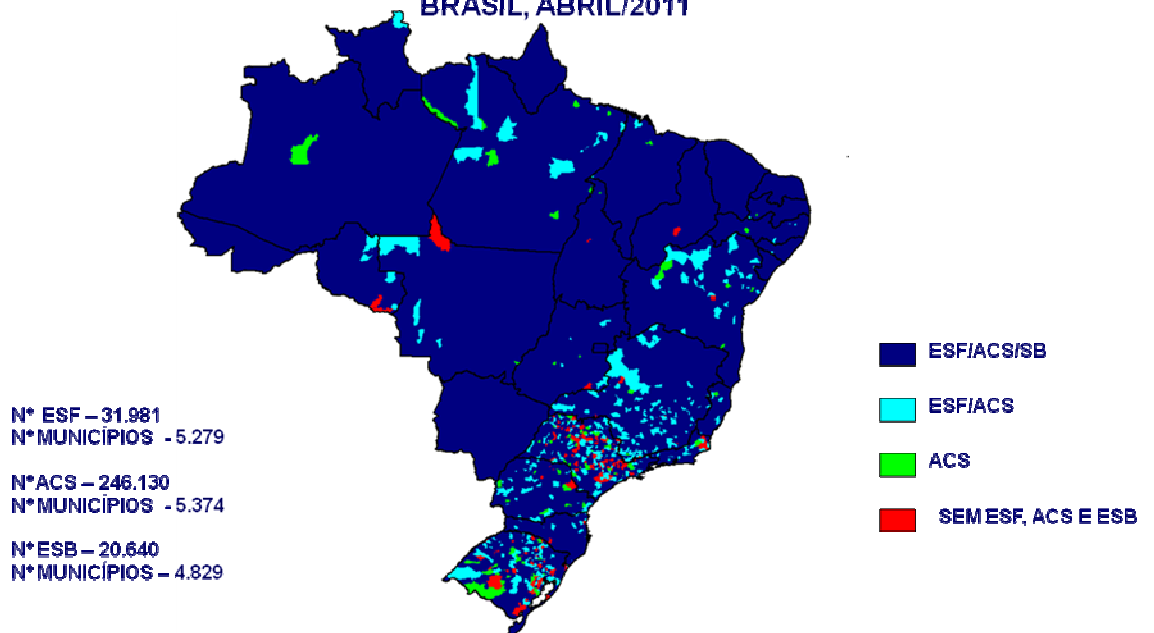 BRASIL, ABRIL/2011
ESF/ACS/SB
ESF/ACS
ACS
SEM ESF, ACS E ESB
Nº ESF – 31.981
Nº MUNICÍPIOS - 5.279
Nº ACS – 246.130
Nº MUNICÍPIOS - 5.374
Nº ESB – 20.640
Nº MUNICÍPIOS – 4.829